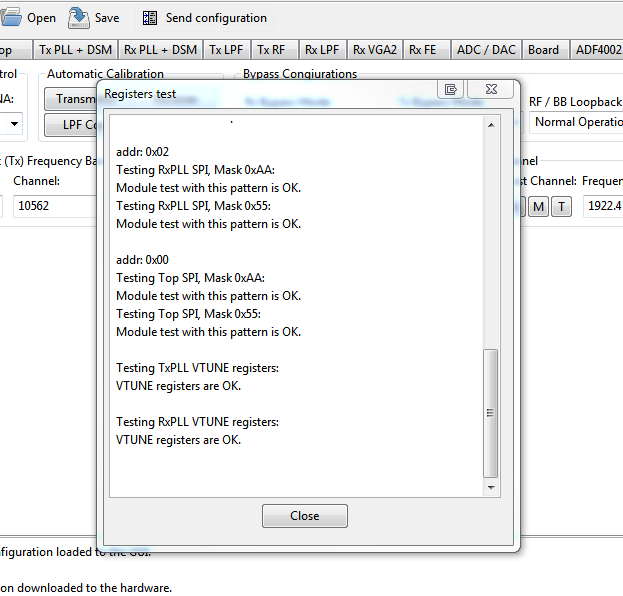 Open Save Send configuration
op Tx PLL + DSM Rx PLL + DSM Tx LPF Tx RF Rx LPF Rx VGA2 Rx FE ADC / DAC Board ADF4002
trol Automatic Calibration Bypass Congiurations
Registers test
NA: Transm RF / BB Loopback
LPF Co Normal Operatio
t (Tx) Frequency Ba nel
Channel: st Channel: Frequen
10562 M T 1922.4
addr: 0x02
Testing RxPLL SPI, Mask 0xAA:
Module test with this pattern is OK.
Testing RxPLL SPI, Mask 0x55:
Module test with this pattern is OK.
addr: 0x00
Testing Top SPI, Mask 0xAA:
Module test with this pattern is OK.
Testing Top SPI, Mask 0x55:
Module test with this pattern is OK.
Testing TxPLL VTUNE registers:
VTUNE registers are OK.
Testing RxPLL VTUNE registers:
VTUNE registers are OK.
Close
nfiguration loaded to the GUI.
on downloaded to the hardware.